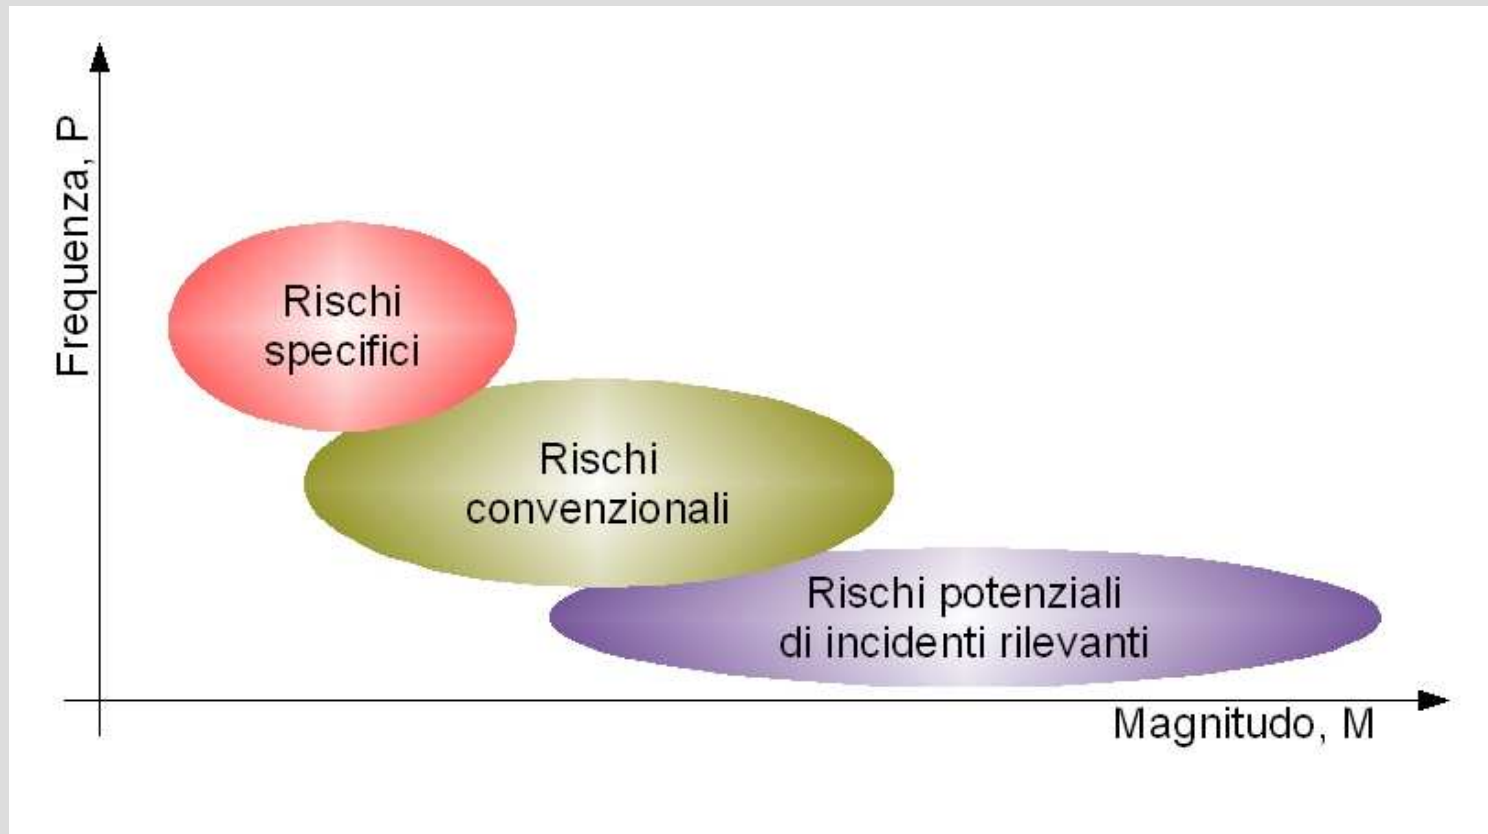 Frequenza, P
Rischi
specifici
Rischi
convenzionali
Rischi potenziali
di incidenti rilevanti
Magnitudo, M